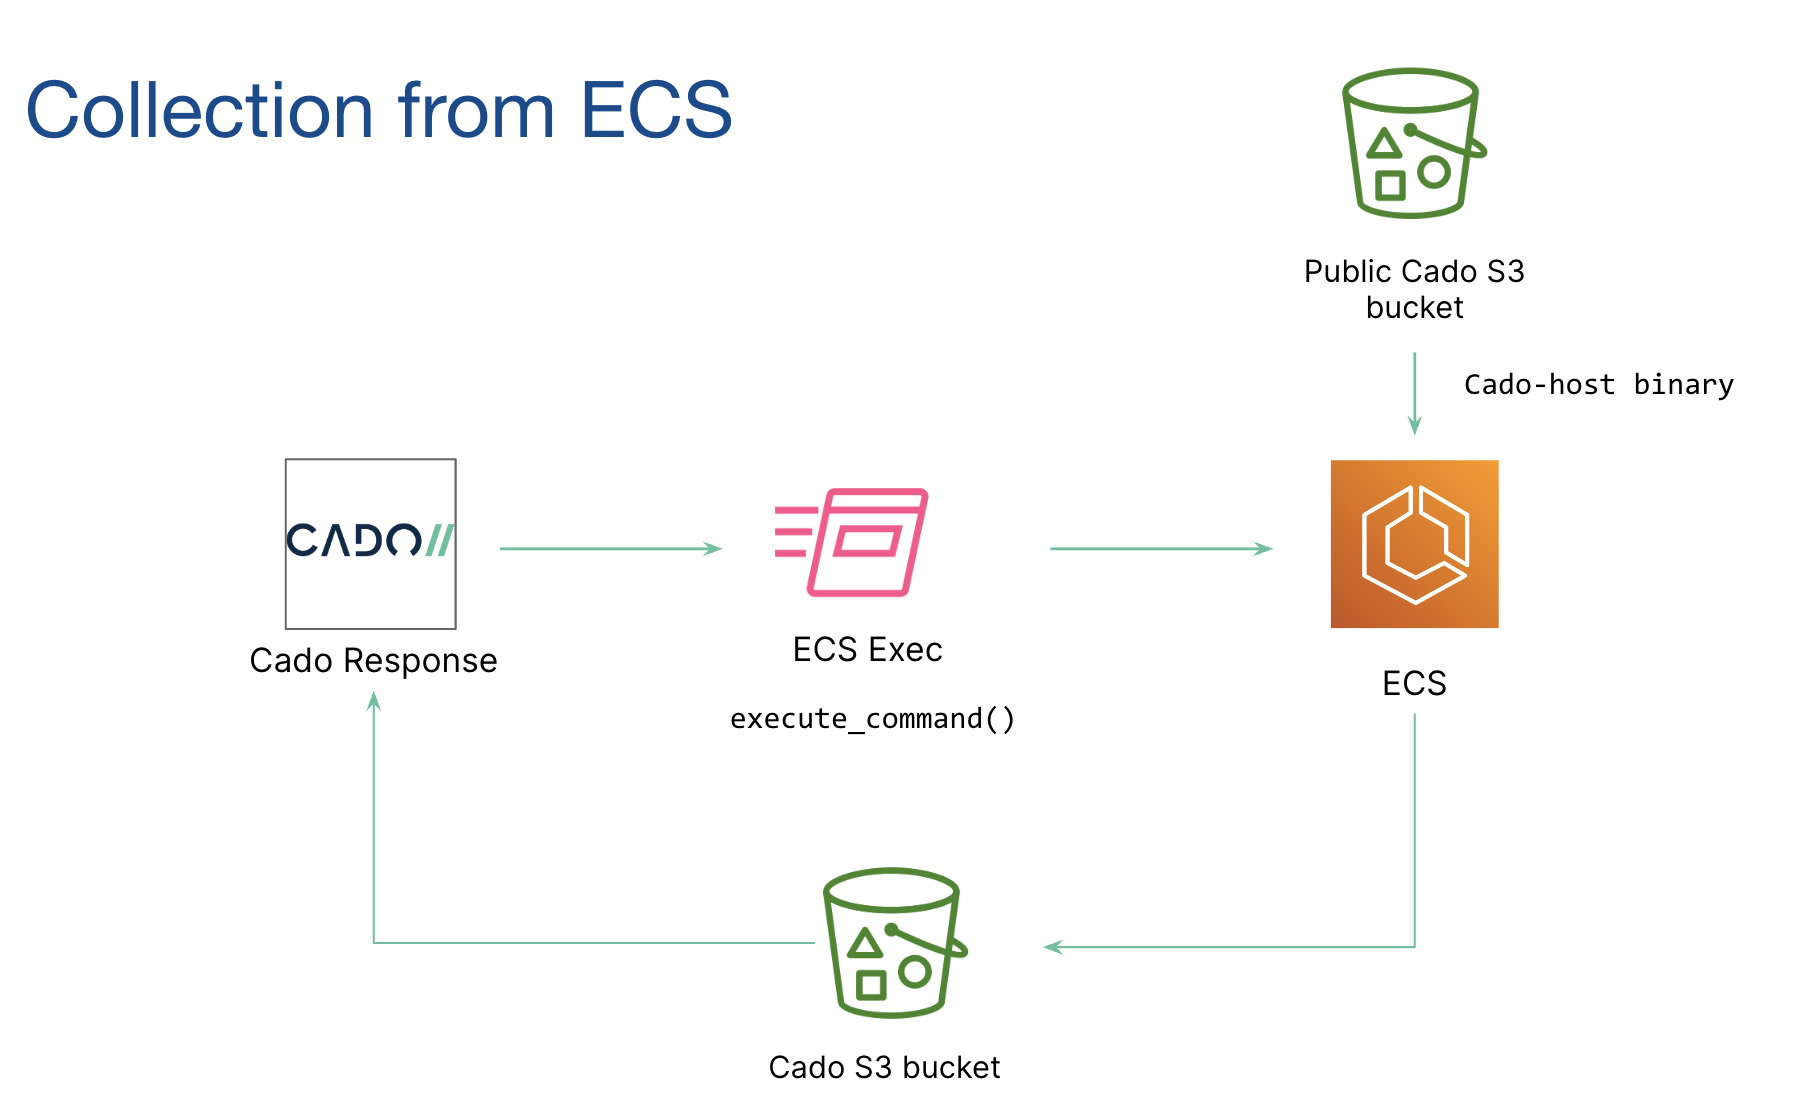 Collection from ECS
Public Cado S3
bucket
Cado-host binary
CADO//
Cado Response
ECS Exec
execute_command()
ECS
Cado S3 bucket